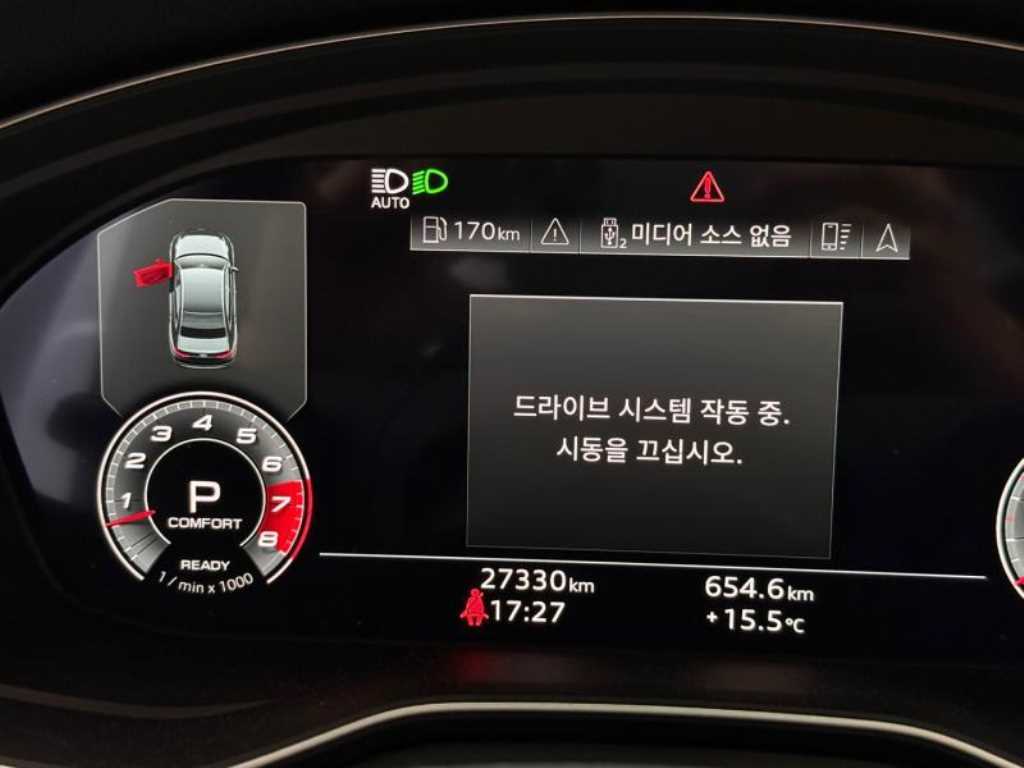 AUTO
170km
2 미디어 소스 없음
드라이브 시스템 작동 중.
시동을 끄십시오.
1 2 3 4 5 6 7 8
P
COMFORT
READY
1 / min x 1000
27330km 654.6km
17:27 +15.5°C